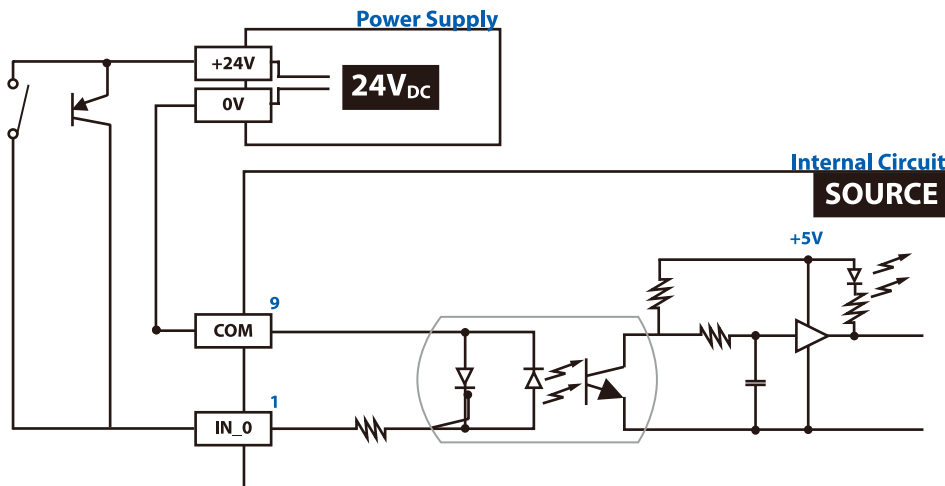 Power Supply
+24V
24VDC
0V
Internal Circuit
SOURCE
+5V
9
COM
1
IN_0